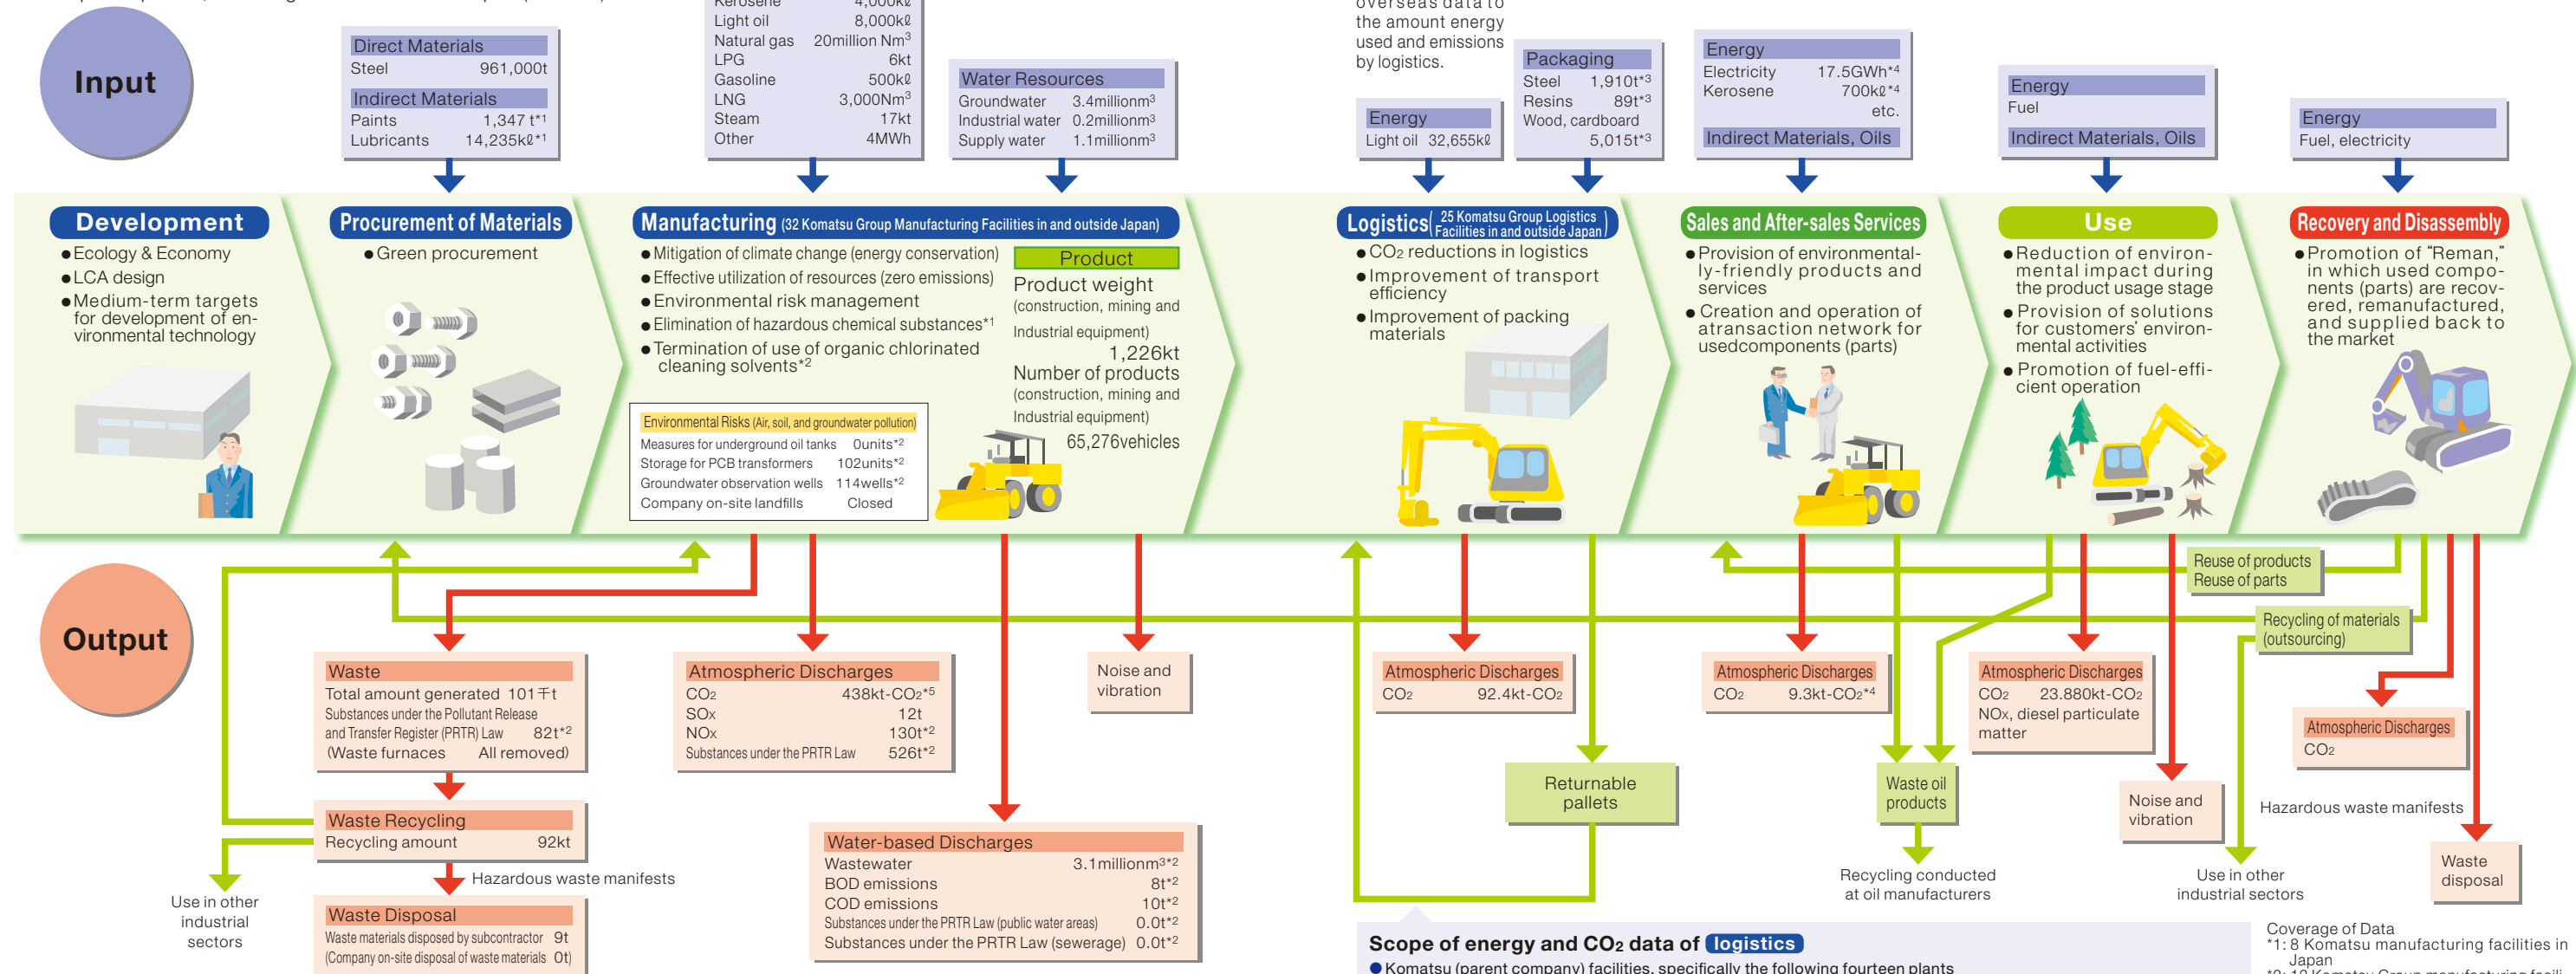 overseas data to
the amount energy
used and emissions
by logistics.
Input
Direct Materials
Steel 961,000t
Indirect Materials
Paints 1,347 t*1
Lubricants 14,235kℓ*1
Kerosene 4,000kℓ
Light oil 8,000kℓ
Natural gas 20million Nm3
LPG 6kt
Gasoline 500kℓ
LNG 3,000Nm3
Steam 17kt
Other 4MWh
Water Resources
Groundwater 3.4millionm3
Industrial water 0.2millionm3
Supply water 1.1millionm3
Energy
Light oil 32,655kℓ
Packaging
Steel 1,910t*3
Resins 89t*3
Wood, cardboard
5,015t*3
Energy
Electricity 17.5GWh*4
Kerosene 700kℓ*4
etc.
Indirect Materials, Oils
Energy
Fuel
Indirect Materials, Oils
Energy
Fuel, electricity
Development
●Ecology & Economy
●LCA design
●Medium-term targets
for development of en-
vironmental technology
Procurement of Materials
●Green procurement
Manufacturing (32 Komatsu Group Manufacturing Facilities in and outside Japan)
●Mitigation of climate change (energy conservation)
●Effective utilization of resources (zero emissions)
●Environmental risk management
●Elimination of hazardous chemical substances*1
●Termination of use of organic chlorinated
cleaning solvents*2
Environmental Risks (Air, soil, and groundwater pollution)
Measures for underground oil tanks 0units*2
Storage for PCB transformers 102units*2
Groundwater observation wells 114wells*2
Company on-site landfills Closed
Product
Product weight
(construction, mining and
Industrial equipment)
1,226kt
Number of products
(construction, mining and
Industrial equipment)
65,276vehicles
Logistics(25 Komatsu Group Logistics
Facilities in and outside Japan)
●CO2 reductions in logistics
●Improvement of transport
efficiency
●Improvement of packing
materials
Sales and After-sales Services
●Provision of environmental-
ly-friendly products and
services
●Creation and operation of
atransaction network for
usedcomponents (parts)
Use
●Reduction of environ-
mental impact during
the product usage stage
●Provision of solutions
for customers' environ-
mental activities
●Promotion of fuel-effi-
cient operation
Recovery and Disassembly
●Promotion of “Reman,”
in which used compo-
nents (parts) are recov-
ered, remanufactured,
and supplied back to
the market
Output
Reuse of products
Reuse of parts
Recycling of materials
(outsourcing)
Waste
Total amount generated 101千t
Substances under the Pollutant Release
and Transfer Register (PRTR) Law 82t*2
(Waste furnaces All removed)
Waste Recycling
Recycling amount 92kt
Hazardous waste manifests
Use in other
industrial
sectors
Waste Disposal
Waste materials disposed by subcontractor 9t
(Company on-site disposal of waste materials 0t)
Atmospheric Discharges
CO2 438kt-CO2*5
SOx 12t
NOx 130t*2
Substances under the PRTR Law 526t*2
Water-based Discharges
Wastewater 3.1millionm3*2
BOD emissions 8t*2
COD emissions 10t*2
Substances under the PRTR Law (public water areas) 0.0t*2
Substances under the PRTR Law (sewerage) 0.0t*2
Noise and
vibration
Atmospheric Discharges
CO2 92.4kt-CO2
Returnable
pallets
Atmospheric Discharges
CO2 9.3kt-CO2*4
Waste oil
products
Recycling conducted
at oil manufacturers
Atmospheric Discharges
CO2 23.880kt-CO2
NOx, diesel particulate
matter
Noise and
vibration
Use in other
industrial sectors
Atmospheric Discharges
CO2
Hazardous waste manifests
Waste
disposal
Scope of energy and CO2 data of logistics
●Komatsu (parent company) facilities, specifically the following fourteen plants
Coverage of Data
*1: 8 Komatsu manufacturing facilities in
Japan